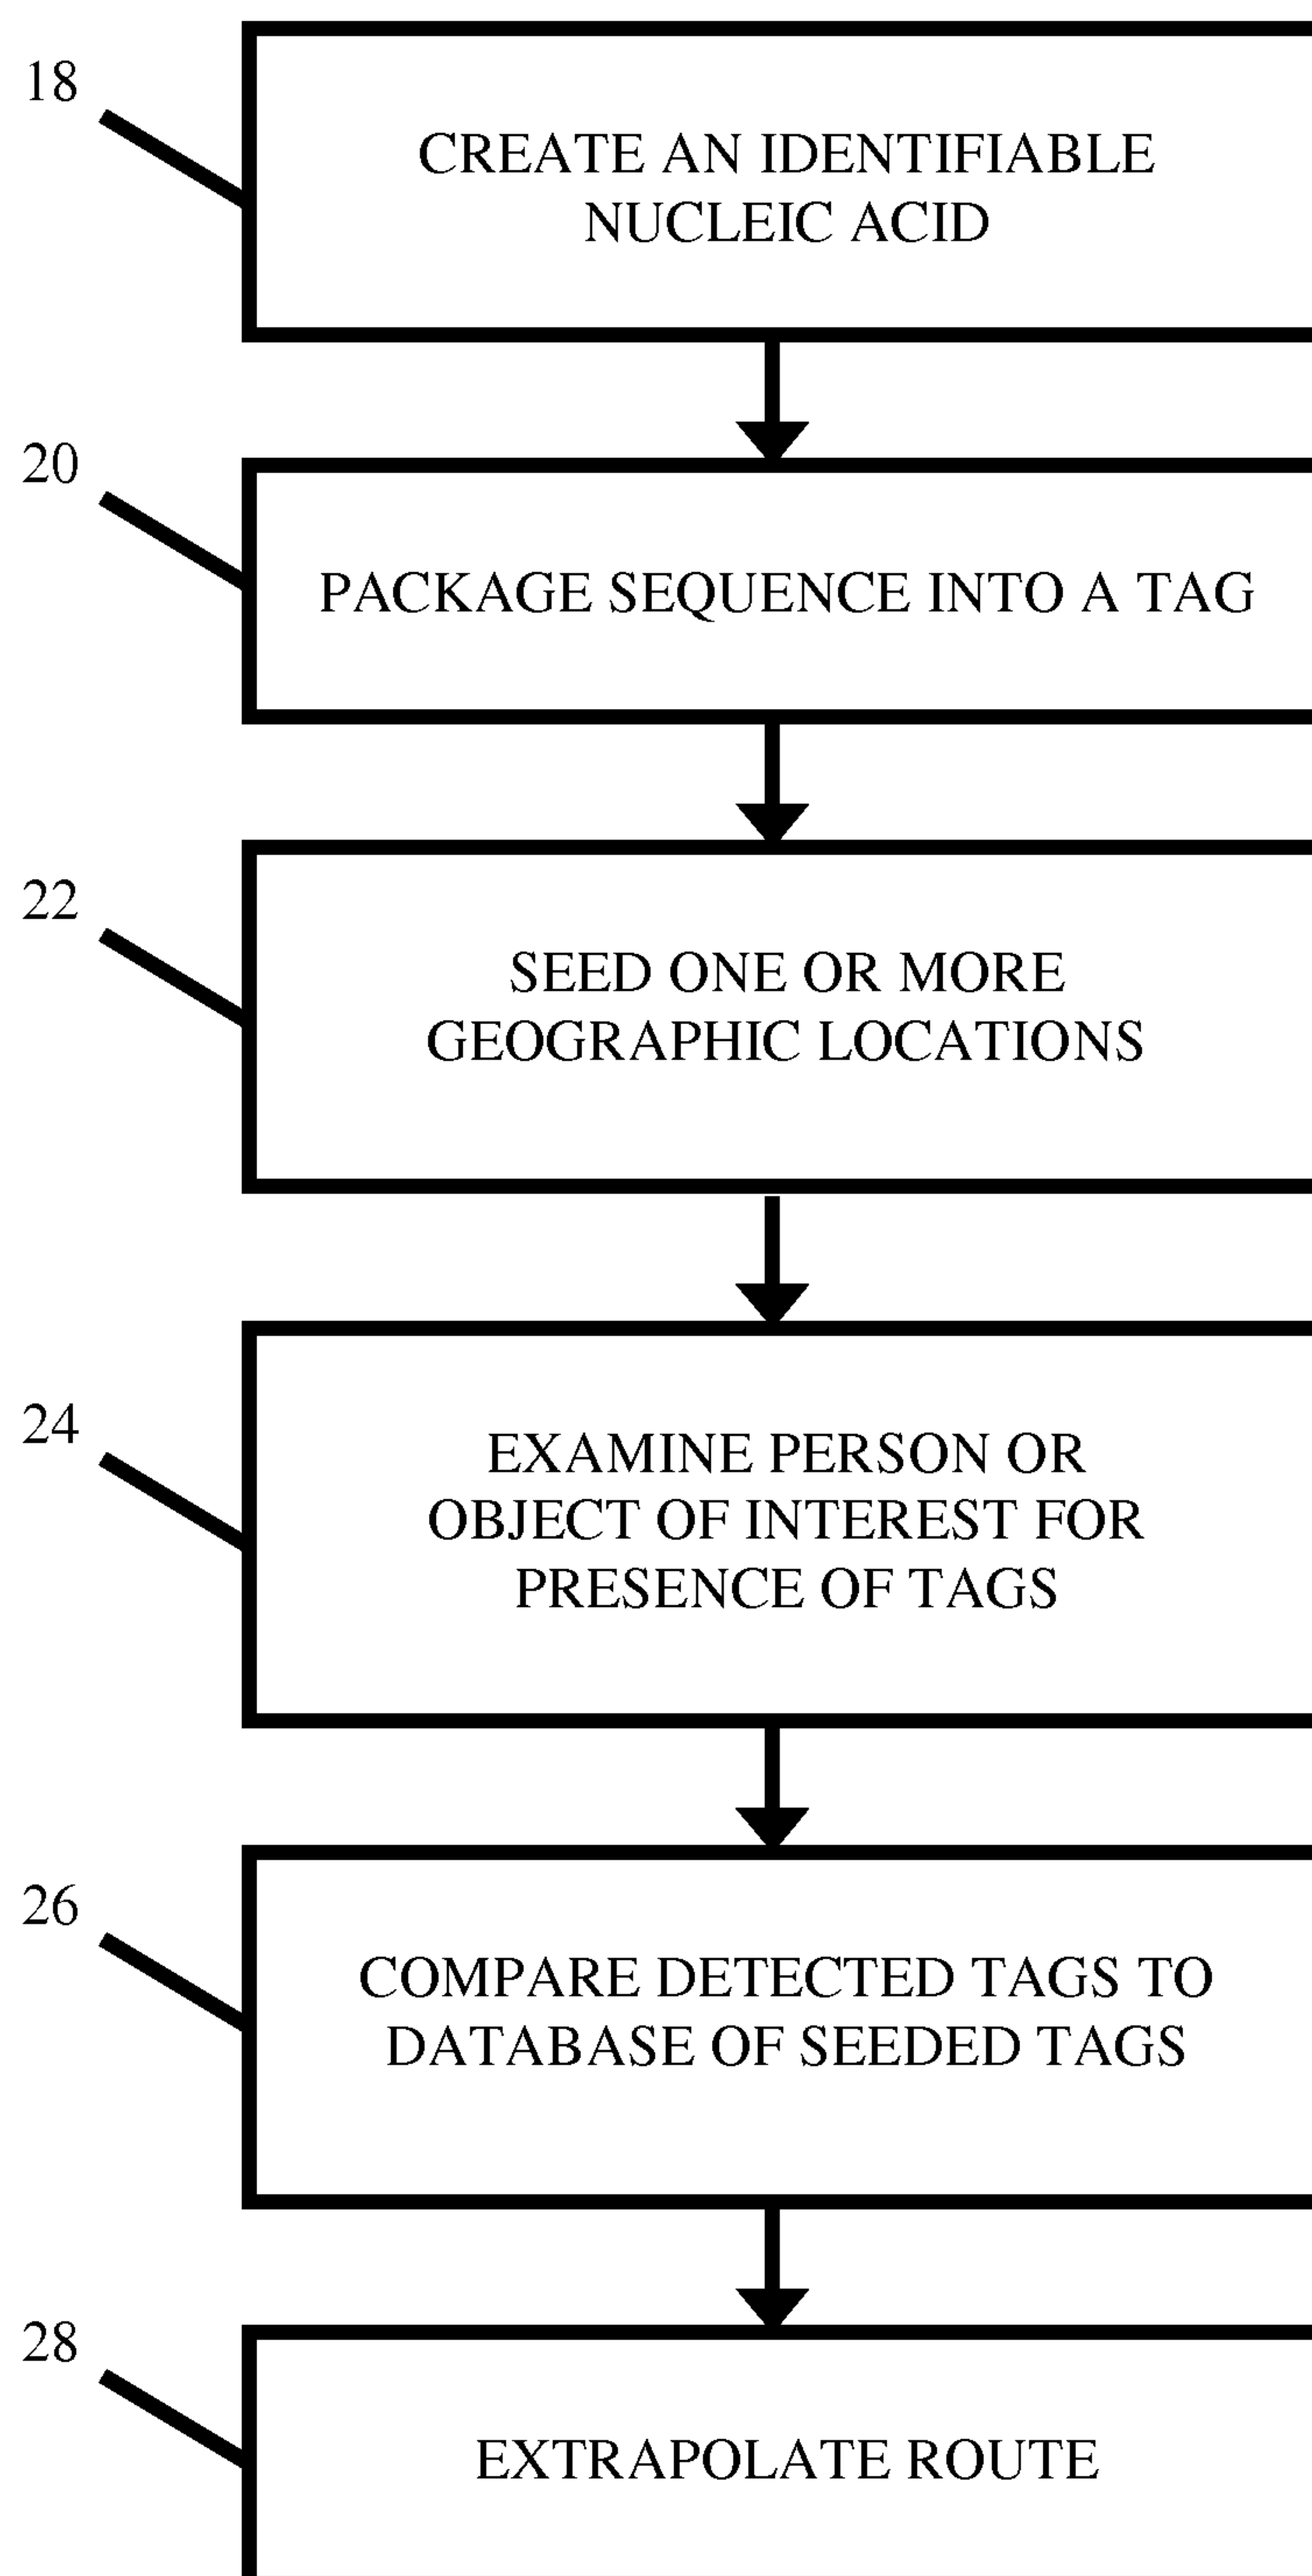 18
CREATE AN IDENTIFIABLE
NUCLEIC ACID
20
PACKAGE SEQUENCE INTO A TAG
22
SEED ONE OR MORE
GEOGRAPHIC LOCATIONS
24
EXAMINE PERSON OR
OBJECT OF INTEREST FOR
PRESENCE OF TAGS
26
COMPARE DETECTED TAGS TO
DATABASE OF SEEDED TAGS
28
EXTRAPOLATE ROUTE